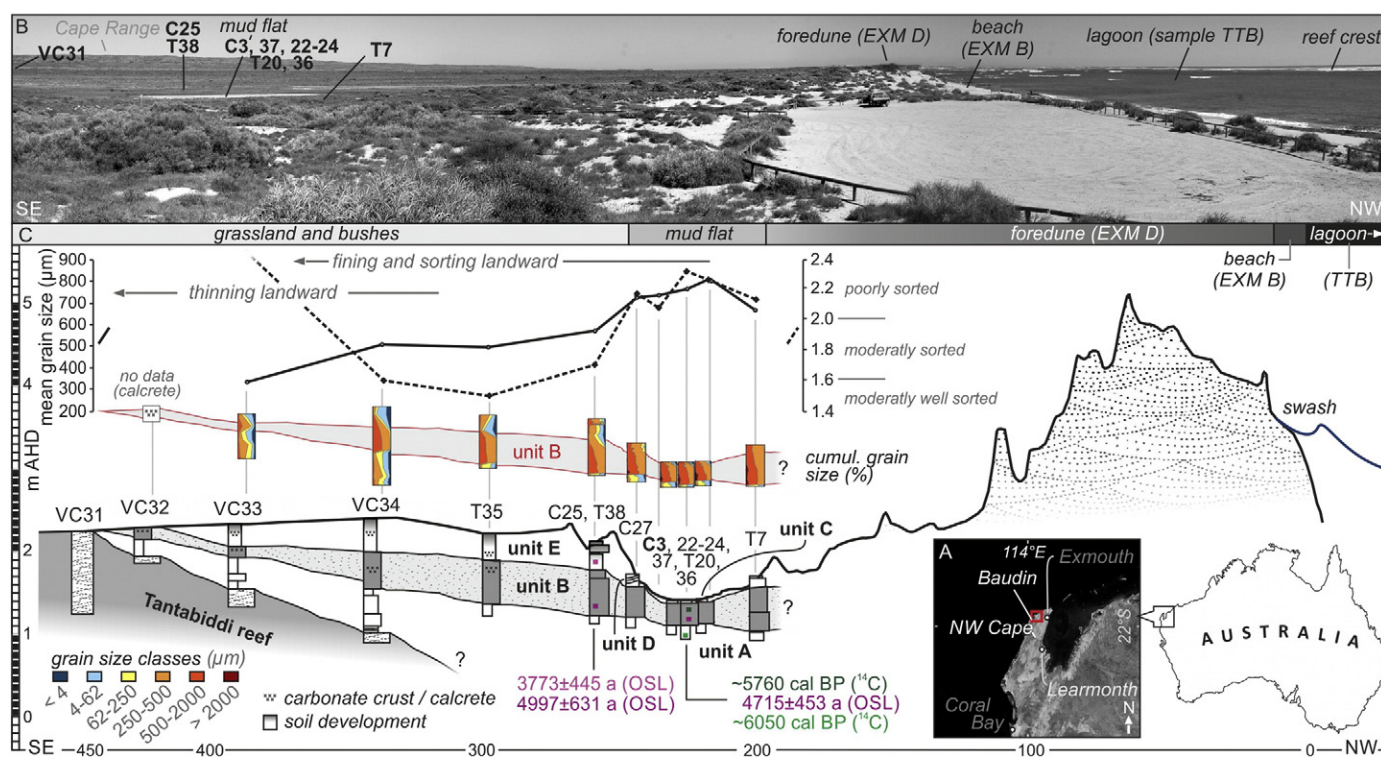 B
Cape Range
C25
T38
VC31
mud flat
C3, 37, 22-24
T20, 36
T7
foredune (EXM D)
beach
(EXM B)
lagoon (sample TTB)
reef crest
SE
NW
C
grassland and bushes
mud flat
foredune (EXM D)
lagoon
beach
(EXM B)
(TTB)
mean grain size (µm)
900
800
700
600
500
400
300
200
fining and sorting landward
thinning landward
2.4
2.2
2.0
1.8
1.6
1.4
poorly sorted
moderately sorted
moderately well sorted
no data
(calcrete)
unit B
?
cumul. grain
size (%)
swash
m AHD
5
4
2
1
0
VC31
VC32
VC33
VC34
T35
C25, T38
C27
C3, 22-24,
37, T20,
36
unit C
T7
unit E
unit B
?
unit D
unit A
Tantabiddi reef
?
grain size classes (µm)
< 4
4-62
62-250
250-500
500-2000
> 2000
carbonate crust / calcrete
soil development
3773±445 a (OSL)
4997±631 a (OSL)
~5760 cal BP (¹⁴C)
4715±453 a (OSL)
~6050 cal BP (¹⁴C)
A
114°E
Exmouth
Baudin
NW Cape
22°S
Learmonth
Coral
Bay
N
AUSTRALIA
SE
450
400
300
200
100
0
NW